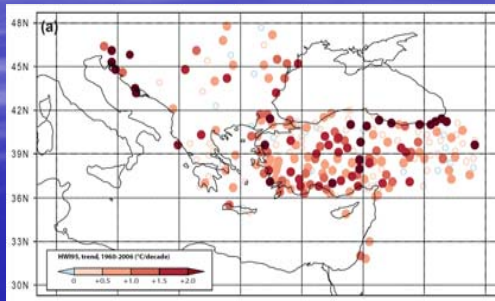 (a)
48N
45N
42N
39N
36N
33N
30N
HWI95, trend, 1960-2006 (°C/decade)
0 +0.5 +1.0 +1.5 +2.0